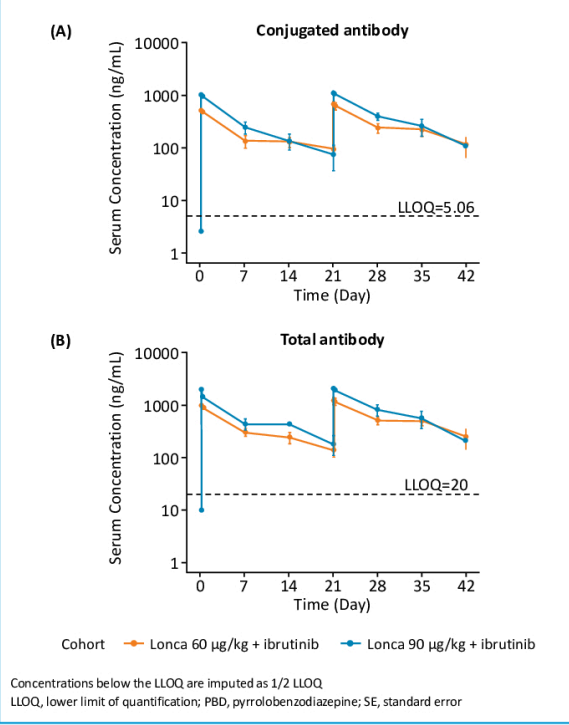 (A)
Conjugated antibody
Serum Concentration (ng/mL)
10000
1000
100
10
1
LLOQ=5.06
0 7 14 21 28 35 42
Time (Day)
(B)
Total antibody
Serum Concentration (ng/mL)
10000
1000
100
10
1
LLOQ=20
0 7 14 21 28 35 42
Time (Day)
Cohort Lonca 60 µg/kg + ibrutinib Lonca 90 µg/kg + ibrutinib
Concentrations below the LLOQ are imputed as 1/2 LLOQ
LLOQ, lower limit of quantification; PBD, pyrrolobenzodiazepine; SE, standard error